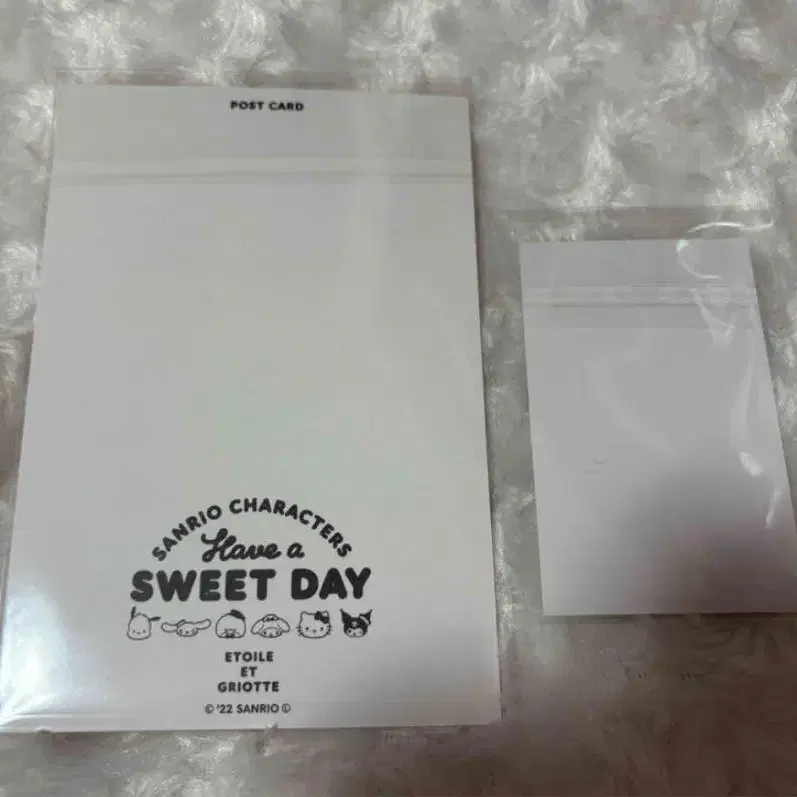 POST CARD
SANRIO CHARACTERS
Have a
SWEET DAY
ETOILE
ET
GRIOTTE
© '22 SANRIO ©